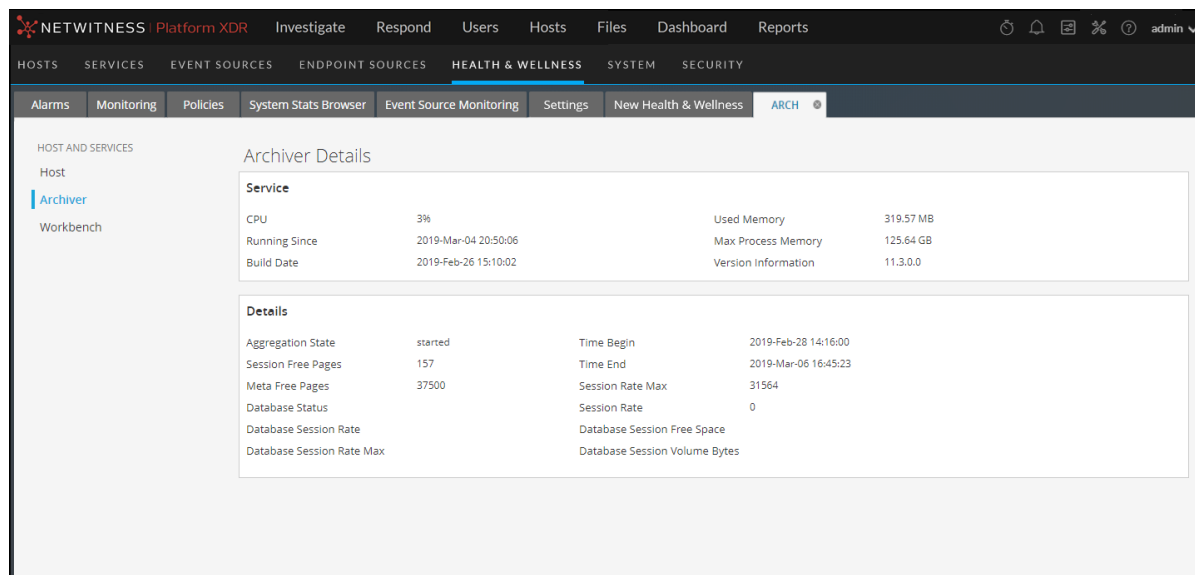 NETWITNESS Platform XDR Investigate Respond Users Hosts Files Dashboard Reports admin
HOSTS SERVICES EVENT SOURCES ENDPOINT SOURCES HEALTH & WELLNESS SYSTEM SECURITY
Alarms Monitoring Policies System Stats Browser Event Source Monitoring Settings New Health & Wellness ARCH
HOST AND SERVICES
Host
Archiver
Workbench
Archiver Details
Service
CPU 3% Used Memory 319.57 MB
Running Since 2019-Mar-04 20:50:06 Max Process Memory 125.64 GB
Build Date 2019-Feb-26 15:10:02 Version Information 11.3.0.0
Details
Aggregation State started Time Begin 2019-Feb-28 14:16:00
Session Free Pages 157 Time End 2019-Mar-06 16:45:23
Meta Free Pages 37500 Session Rate Max 31564
Database Status Session Rate 0
Database Session Rate Database Session Free Space
Database Session Rate Max Database Session Volume Bytes